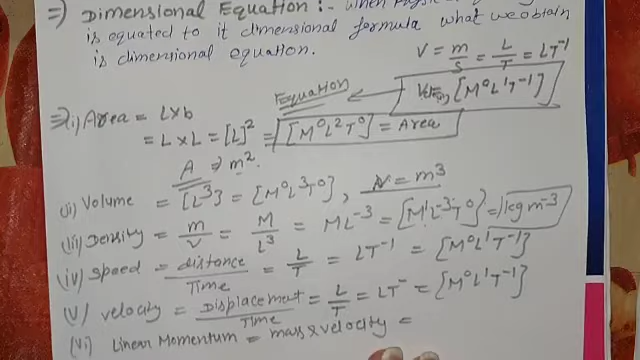 =) Dimensional Equation :- When Physic
is equated to it dimensional formula what we obtain
is dimensional equation.
V = m/s = L/T = LT⁻¹
Equation
[M⁰L¹T⁻¹]
=) (i) Area = L×b
= L×L = [L]² = [M⁰L²T⁰] = Area
A => m².
(ii) Volume = [L³] = [M⁰L³T⁰], V = m³
(iii) Density = m/V = M/L³ = ML⁻³ = [M¹L⁻³T⁰] = 1kg m⁻³
(iv) Speed = distance/Time = L/T = LT⁻¹ = [M⁰L¹T⁻¹]
(v) velocity = Displacement/Time = L/T = LT⁻ = [M⁰L¹T⁻¹]
(vi) Linear Momentum = mass × velocity =